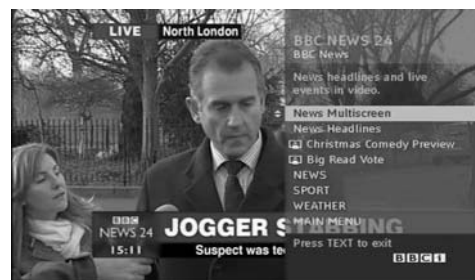 LIVE North London
BBC NEWS 24
BBC News
News headlines and live
events in video.
News Multiscreen
News Headlines
Christmas Comedy Preview
Big Read Vote
NEWS
SPORT
WEATHER
MAIN MENU
Press TEXT to exit
BBCi
BBC
NEWS 24
15:11
JOGGER STABBING
Suspect was